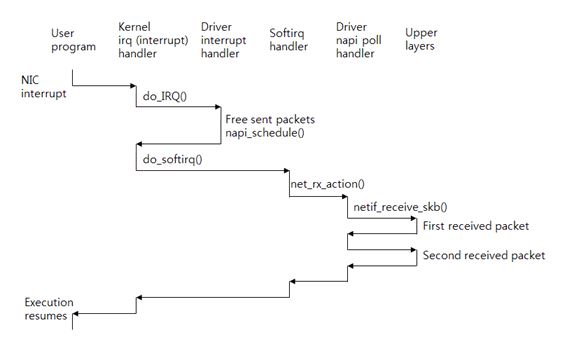 User
program
Kernel
irq (interrupt)
handler
Driver
interrupt
handler
Softirq
handler
Driver
napi poll
handler
Upper
layers
NIC
interrupt
do_IRQ()
Free sent packets
napi_schedule()
do_softirq()
net_rx_action()
netif_receive_skb()
First received packet
Second received packet
Execution
resumes